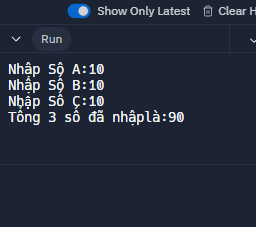 Show Only Latest
Clear H
Run
Nhập Số A:10
Nhấp Số B:10
Nhập Số C:10
Tổng 3 số đã nhậplà:90